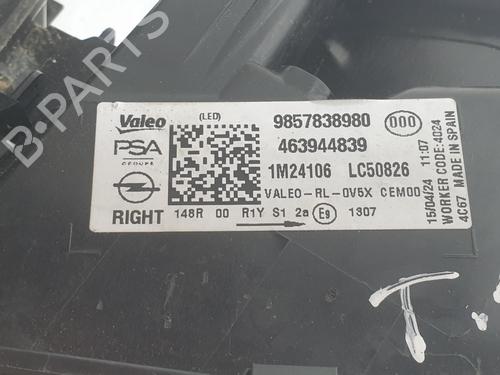 Valeo (LED) 9857838980 000
PSA 463944839
GROUPE
1M24106 LC50826
VALEO-RL-OV5X CEM00
RIGHT 148R 00 R1Y S1 2a E9 1307
15/04/24 11:07
WORKER CODE:4024
4C67 MADE IN SPAIN
B-PARTS
T